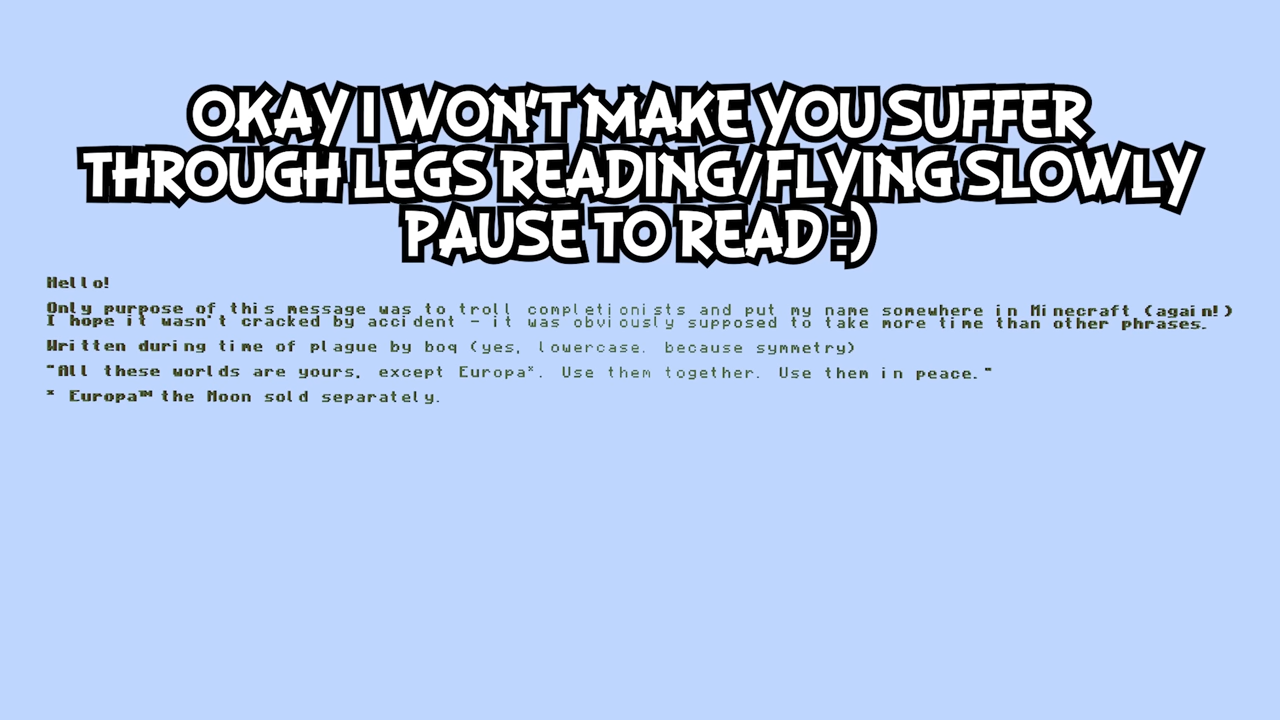 OKAY I WON'T MAKE YOU SUFFER
THROUGH LEGS READING/FLYING SLOWLY
PAUSE TO READ :)
Hello!
Only purpose of this message was to troll completionists and put my name somewhere in Minecraft (again!)
I hope it wasn't cracked by accident - it was obviously supposed to take more time than other phrases.
Written during time of plague by boq (yes, lowercase. because symmetry)
"All these worlds are yours, except Europa*. Use them together. Use them in peace."
* Europa™ the Moon sold separately.